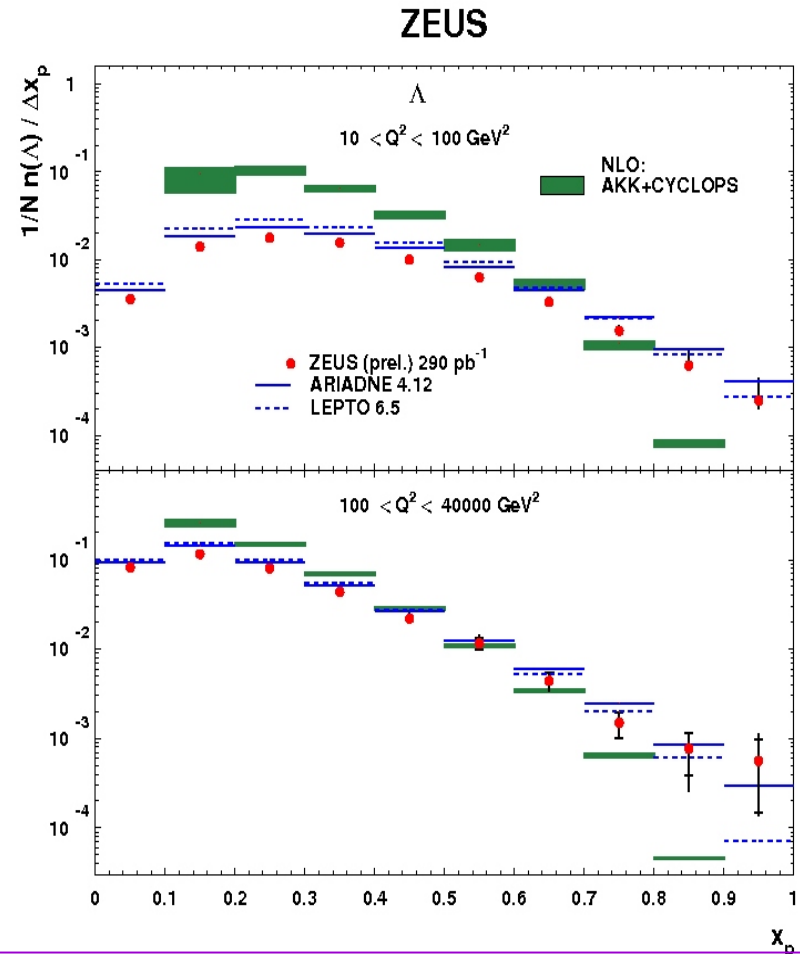 ZEUS
1/N n(Λ) / Δx_p
Λ
10 < Q² < 100 GeV²
NLO:
AKK+CYCLOPS
1
10⁻¹
10⁻²
10⁻³
10⁻⁴
ZEUS (prel.) 290 pb⁻¹
ARIADNE 4.12
LEPTO 6.5
100 < Q² < 40000 GeV²
10⁻¹
10⁻²
10⁻³
10⁻⁴
0 0.1 0.2 0.3 0.4 0.5 0.6 0.7 0.8 0.9 1
x_p